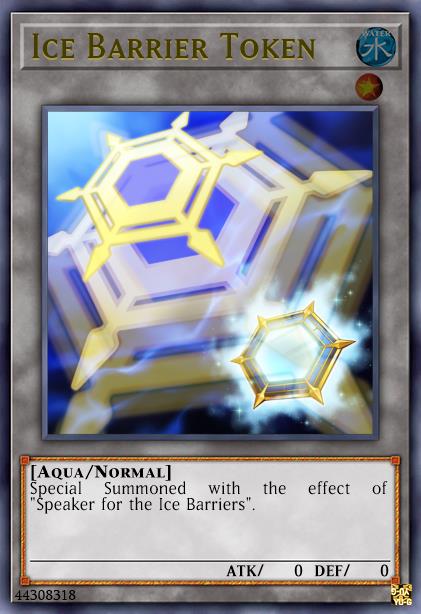 Ice Barrier Token
WATER
水
[Aqua/Normal]
Special Summoned with the effect of
"Speaker for the Ice Barriers".
ATK/ 0 DEF/ 0
44308318